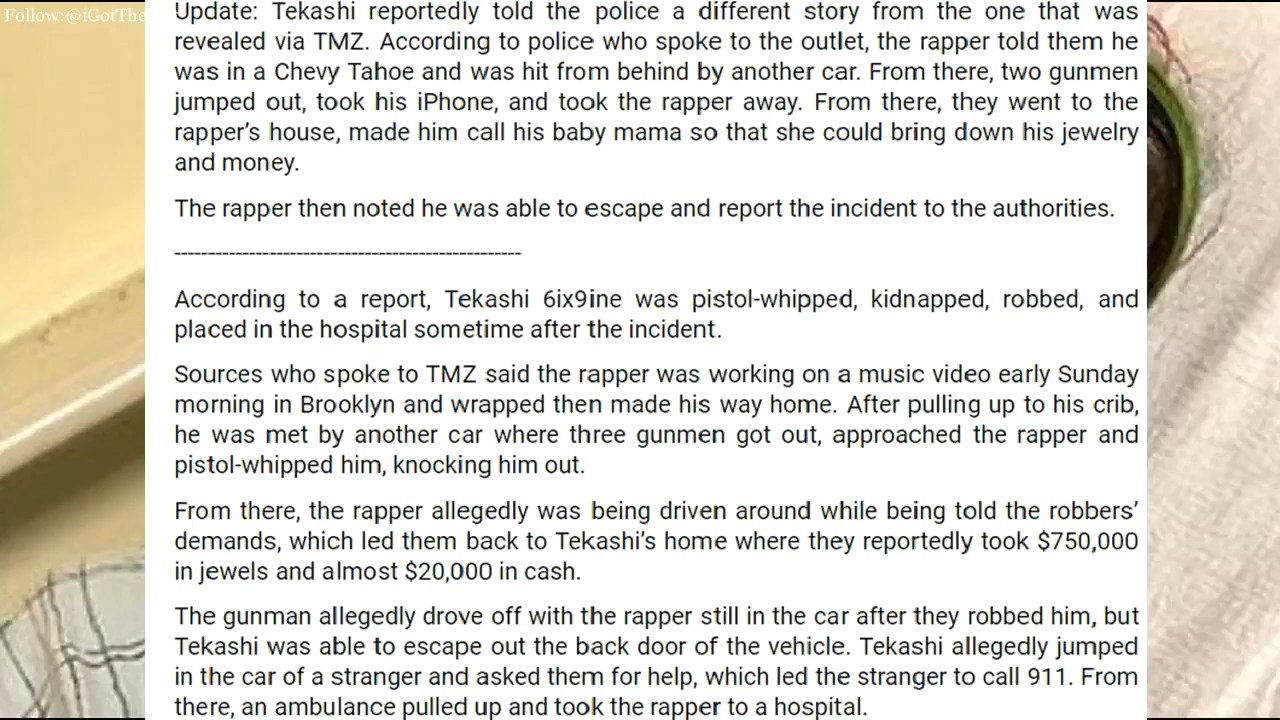 Follow:@iGotThe
Update: Tekashi reportedly told the police a different story from the one that was
revealed via TMZ. According to police who spoke to the outlet, the rapper told them he
was in a Chevy Tahoe and was hit from behind by another car. From there, two gunmen
jumped out, took his iPhone, and took the rapper away. From there, they went to the
rapper’s house, made him call his baby mama so that she could bring down his jewelry
and money.
The rapper then noted he was able to escape and report the incident to the authorities.
----------------------------------------------------
According to a report, Tekashi 6ix9ine was pistol-whipped, kidnapped, robbed, and
placed in the hospital sometime after the incident.
Sources who spoke to TMZ said the rapper was working on a music video early Sunday
morning in Brooklyn and wrapped then made his way home. After pulling up to his crib,
he was met by another car where three gunmen got out, approached the rapper and
pistol-whipped him, knocking him out.
From there, the rapper allegedly was being driven around while being told the robbers’
demands, which led them back to Tekashi’s home where they reportedly took $750,000
in jewels and almost $20,000 in cash.
The gunman allegedly drove off with the rapper still in the car after they robbed him, but
Tekashi was able to escape out the back door of the vehicle. Tekashi allegedly jumped
in the car of a stranger and asked them for help, which led the stranger to call 911. From
there, an ambulance pulled up and took the rapper to a hospital.